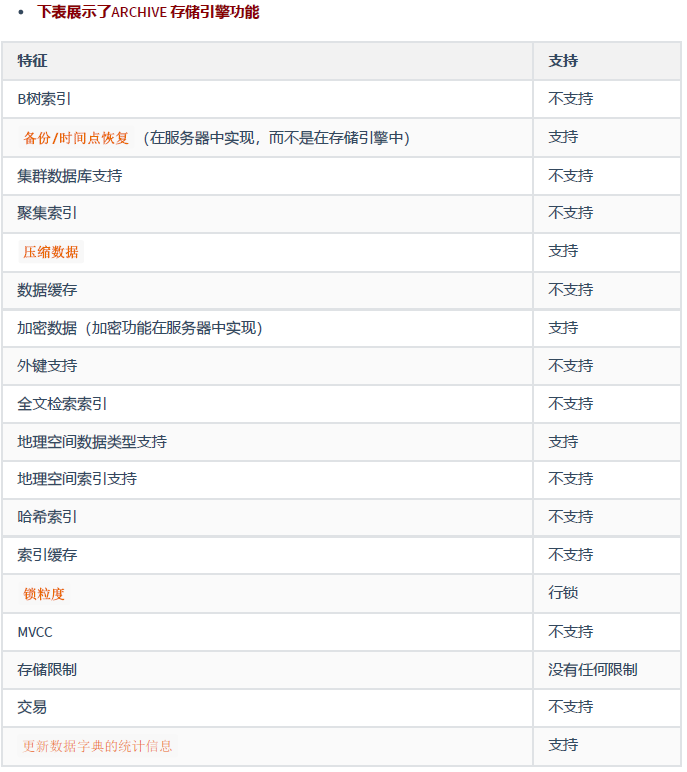 • 下表展示了ARCHIVE 存储引擎功能
特征 支持
B树索引 不支持
备份/时间点恢复 （在服务器中实现，而不是在存储引擎中） 支持
集群数据库支持 不支持
聚集索引 不支持
压缩数据 支持
数据缓存 不支持
加密数据（加密功能在服务器中实现） 支持
外键支持 不支持
全文检索索引 不支持
地理空间数据类型支持 支持
地理空间索引支持 不支持
哈希索引 不支持
索引缓存 不支持
锁粒度 行锁
MVCC 不支持
存储限制 没有任何限制
交易 不支持
更新数据字典的统计信息 支持